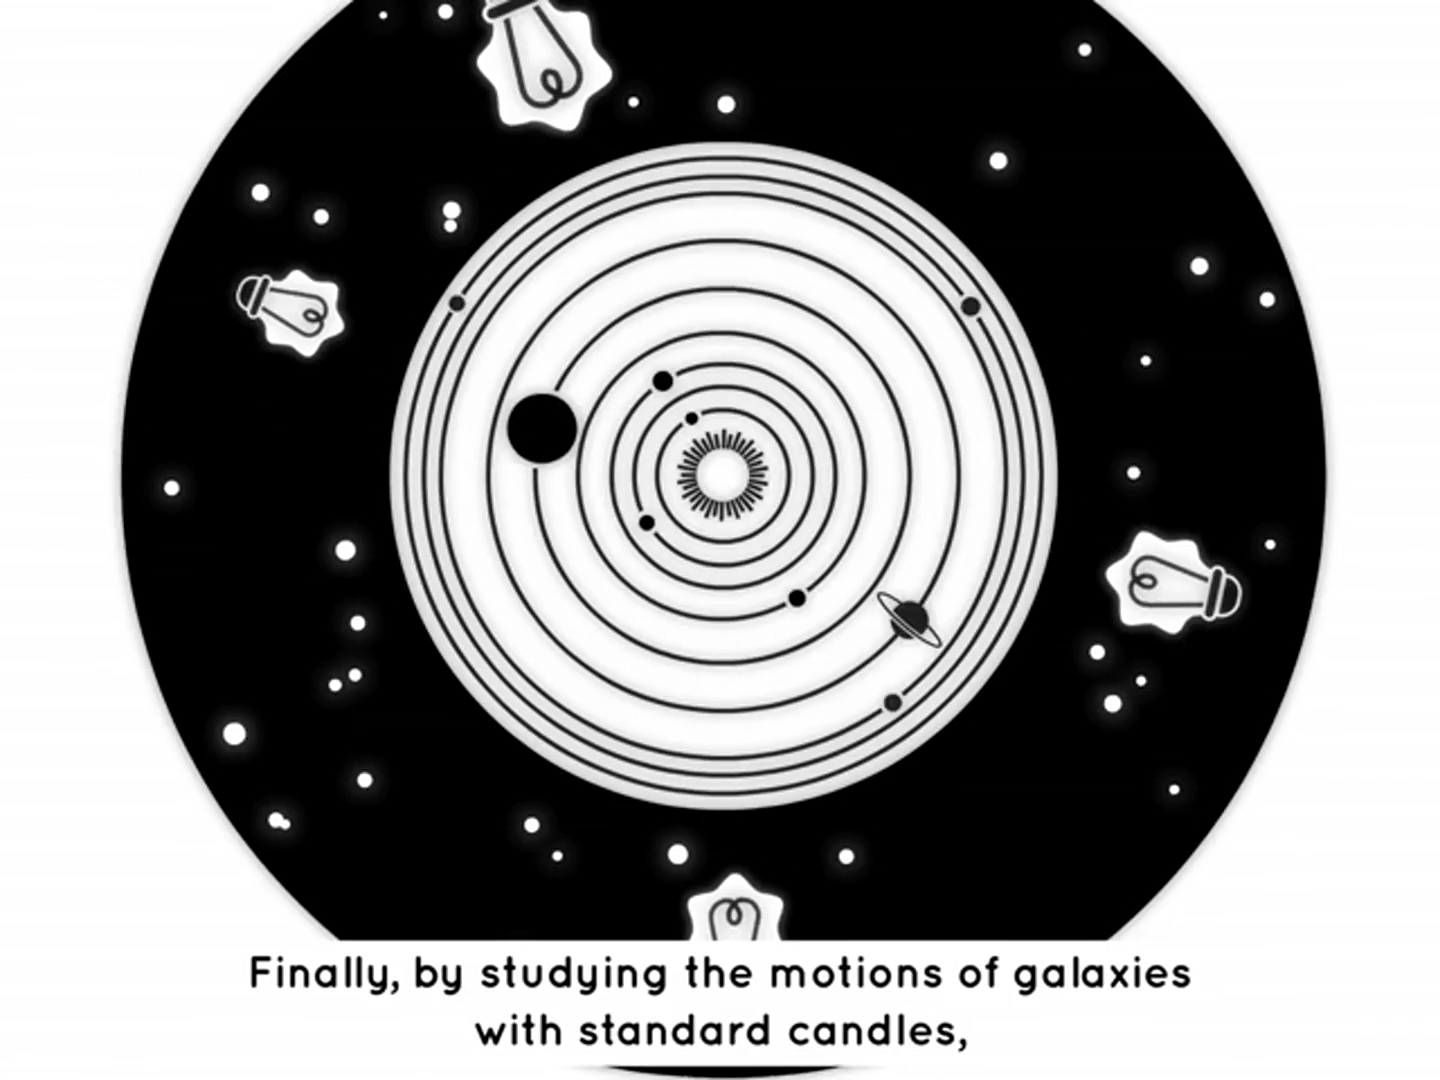 Finally, by studying the motions of galaxies
with standard candles,